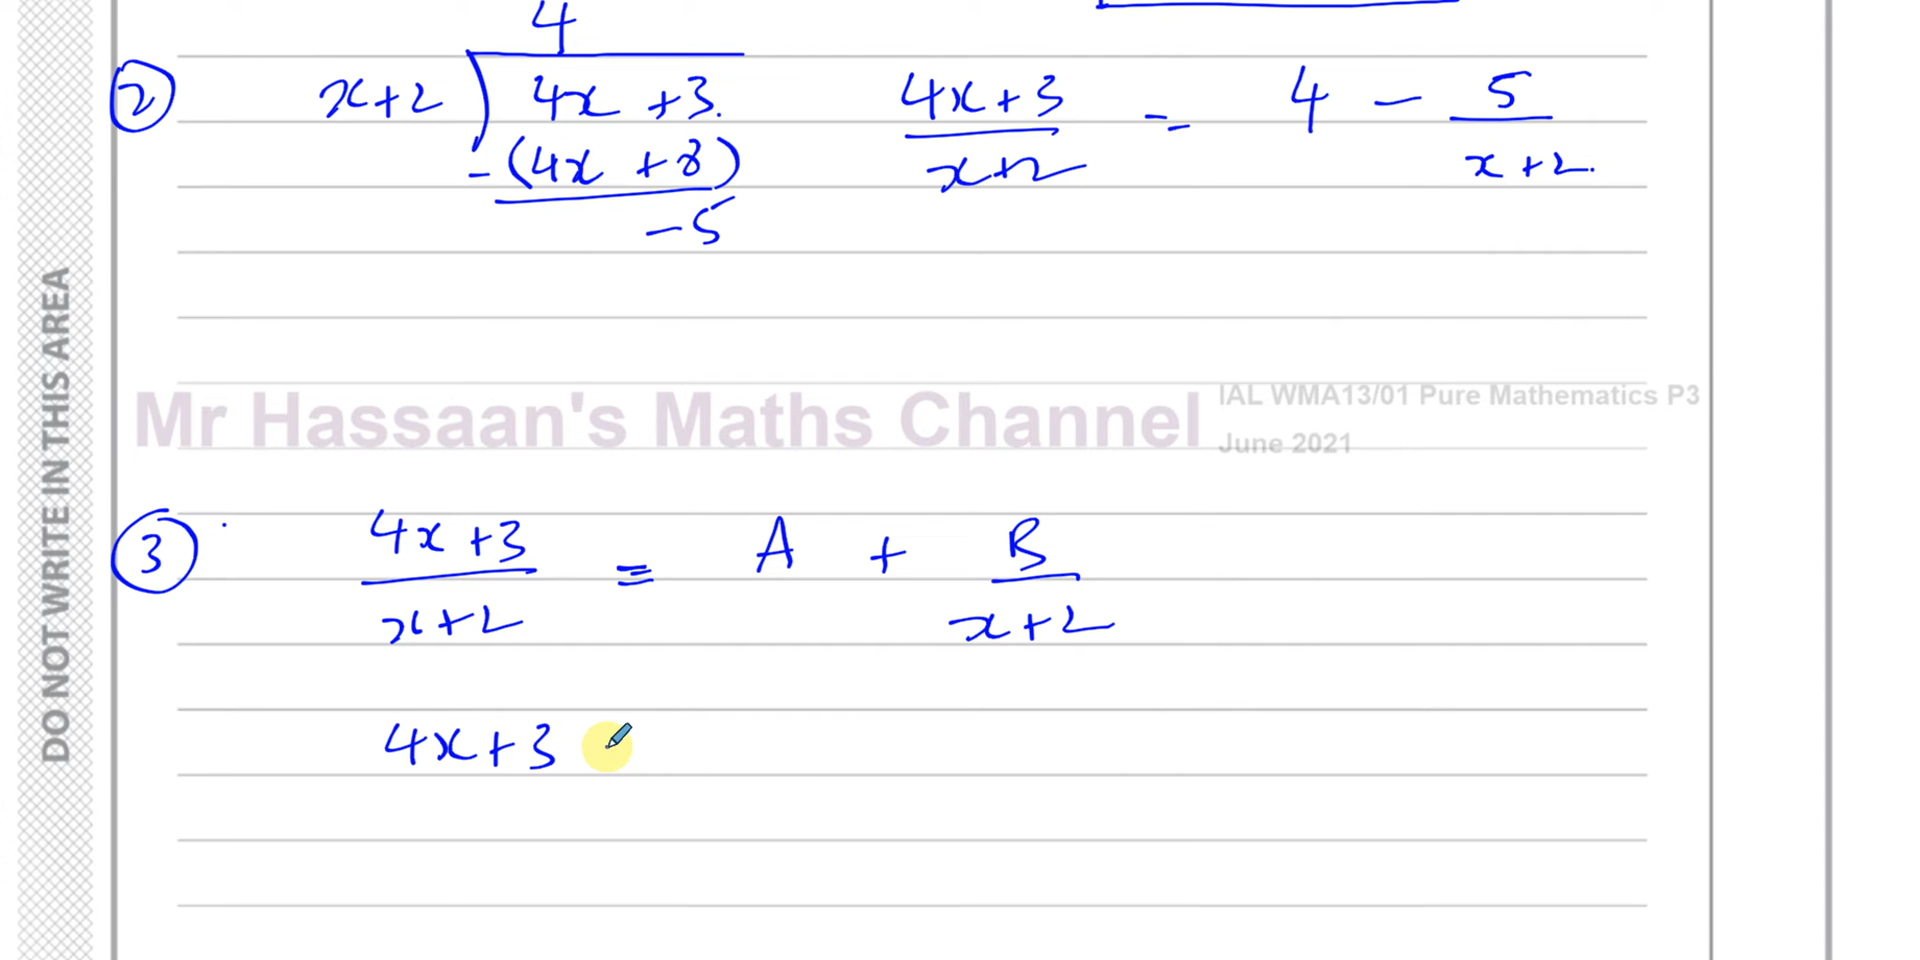 4
② x+2 ) 4x +3. 4x+3 / x+2 = 4 − 5 / x+2.
-(4x +8)
-5
DO NOT WRITE IN THIS AREA
Mr Hassaan's Maths Channel
IAL WMA13/01 Pure Mathematics P3
June 2021
③ 4x+3 / x+2 ≡ A + B / x+2
4x+3